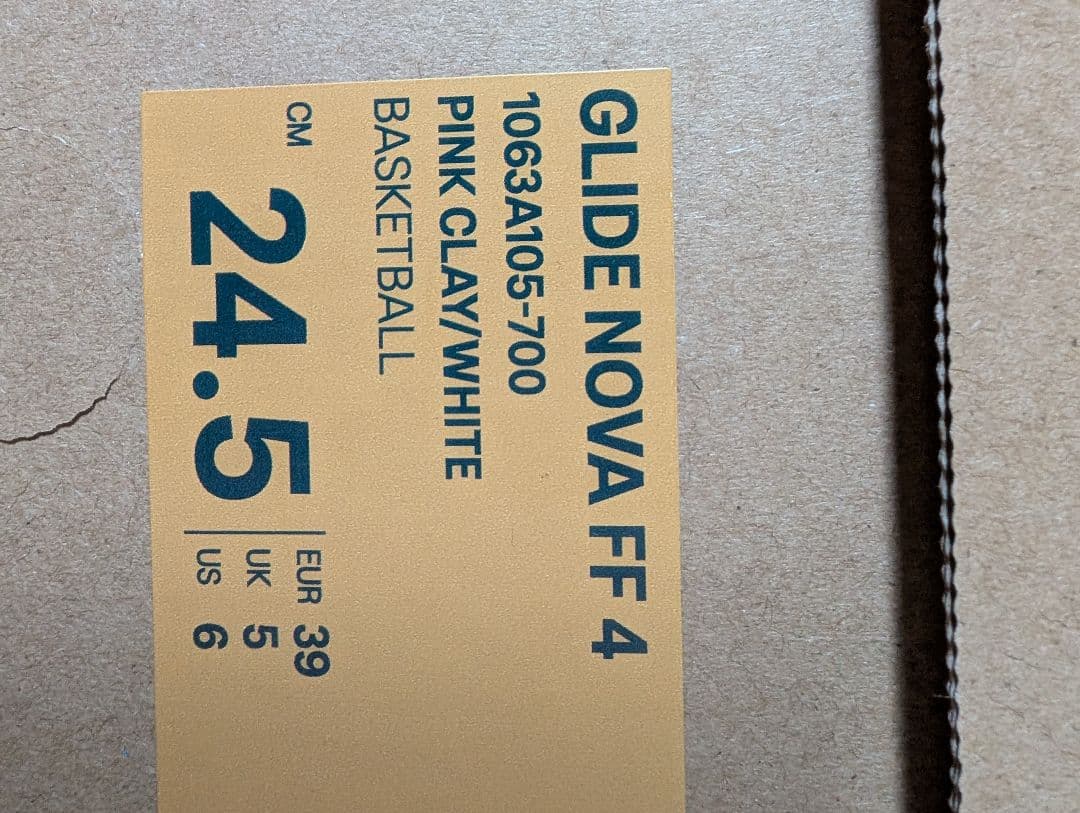 GLIDE NOVA FF 4
1063A105-700
PINK CLAY/WHITE
BASKETBALL
CM 24.5
EUR 39
UK 5
US 6